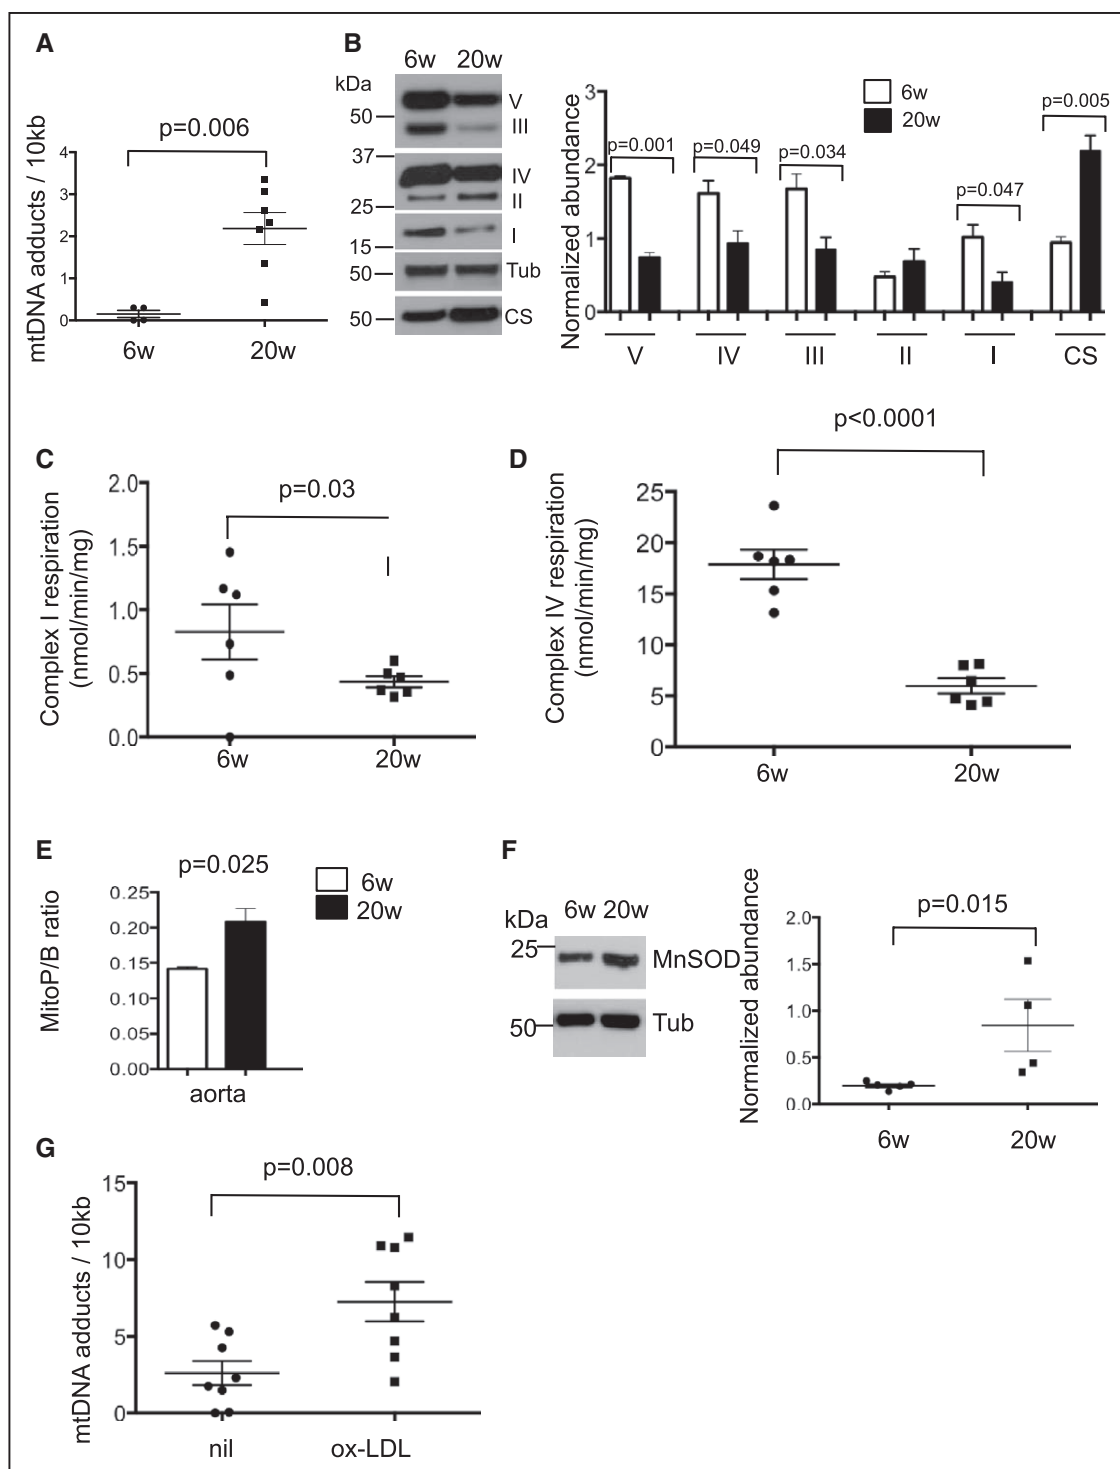 A
mtDNA adducts / 10kb
p=0.006
4
3
2
1
0
6w 20w
B
6w 20w
kDa
50
37
25
15
50
50
V
III
IV
II
I
Tub
CS
Normalized abundance
3
2
1
0
6w
20w
p=0.001
p=0.049
p=0.034
p=0.047
p=0.005
V IV III II I CS
C
Complex I respiration
(nmol/min/mg)
2.0
1.5
1.0
0.5
0.0
p=0.03
6w 20w
D
Complex IV respiration
(nmol/min/mg)
p<0.0001
25
20
15
10
5
0
6w 20w
E
p=0.025
MitoP/B ratio
0.25
0.20
0.15
0.10
0.05
0.00
6w
20w
aorta
F
kDa
6w 20w
25
MnSOD
50
Tub
Normalized abundance
p=0.015
2.0
1.5
1.0
0.5
0.0
6w 20w
G
p=0.008
mtDNA adducts / 10kb
15
10
5
0
nil ox-LDL